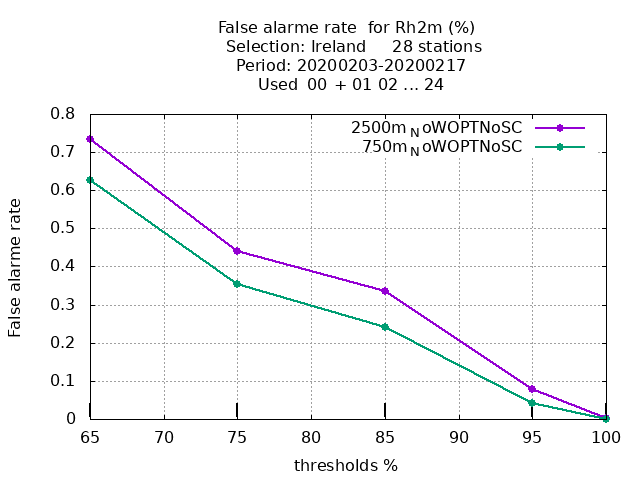 False alarme rate  for Rh2m (%)
Selection: Ireland     28 stations
Period: 20200203-20200217
Used  00  + 01 02 ... 24
0.8
0.7
0.6
0.5
0.4
0.3
0.2
0.1
0
False alarme rate
2500m_NoWOPTNoSC
750m_NoWOPTNoSC
65 70 75 80 85 90 95 100
thresholds %